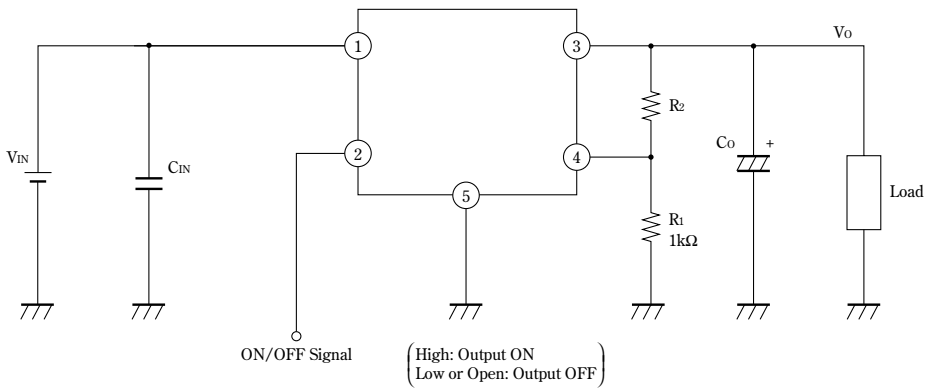 Vo
1
3
R2
2
4
Co
+
VIN
CIN
5
R1
1kΩ
Load
ON/OFF Signal
(High: Output ON
Low or Open: Output OFF)